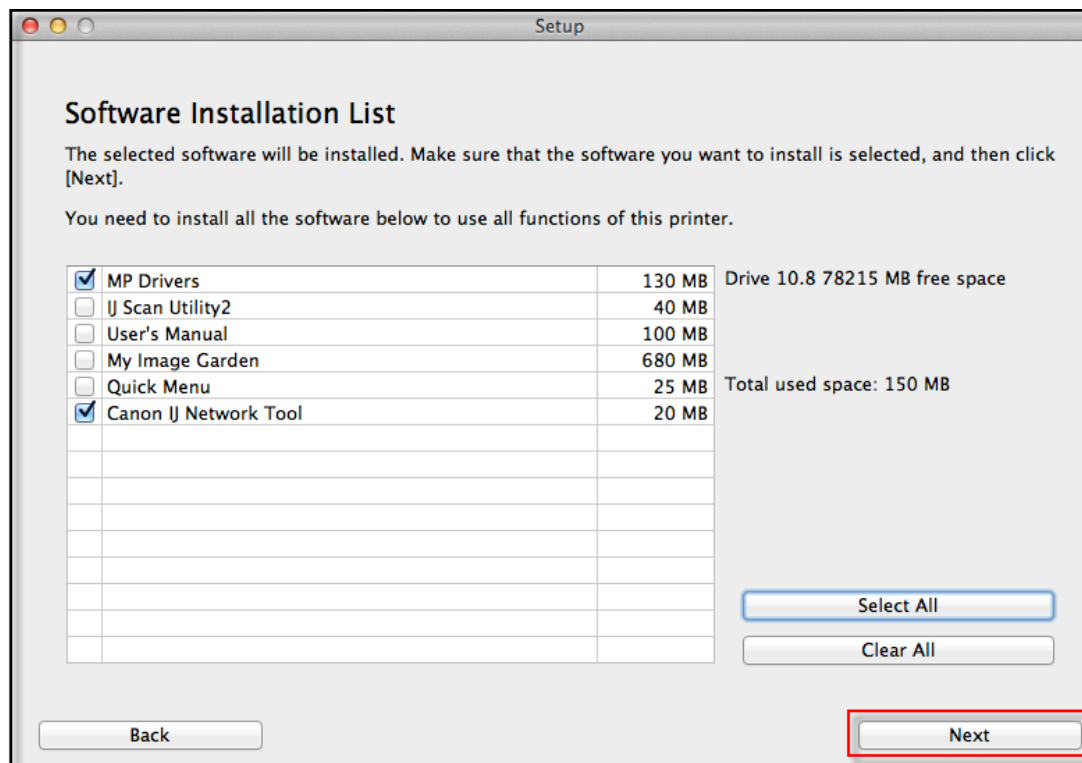 Setup
Software Installation List
The selected software will be installed. Make sure that the software you want to install is selected, and then click
[Next].
You need to install all the software below to use all functions of this printer.
MP Drivers 130 MB
Drive 10.8 78215 MB free space
IJ Scan Utility2 40 MB
User's Manual 100 MB
My Image Garden 680 MB
Quick Menu 25 MB
Total used space: 150 MB
Canon IJ Network Tool 20 MB
Select All
Clear All
Back
Next